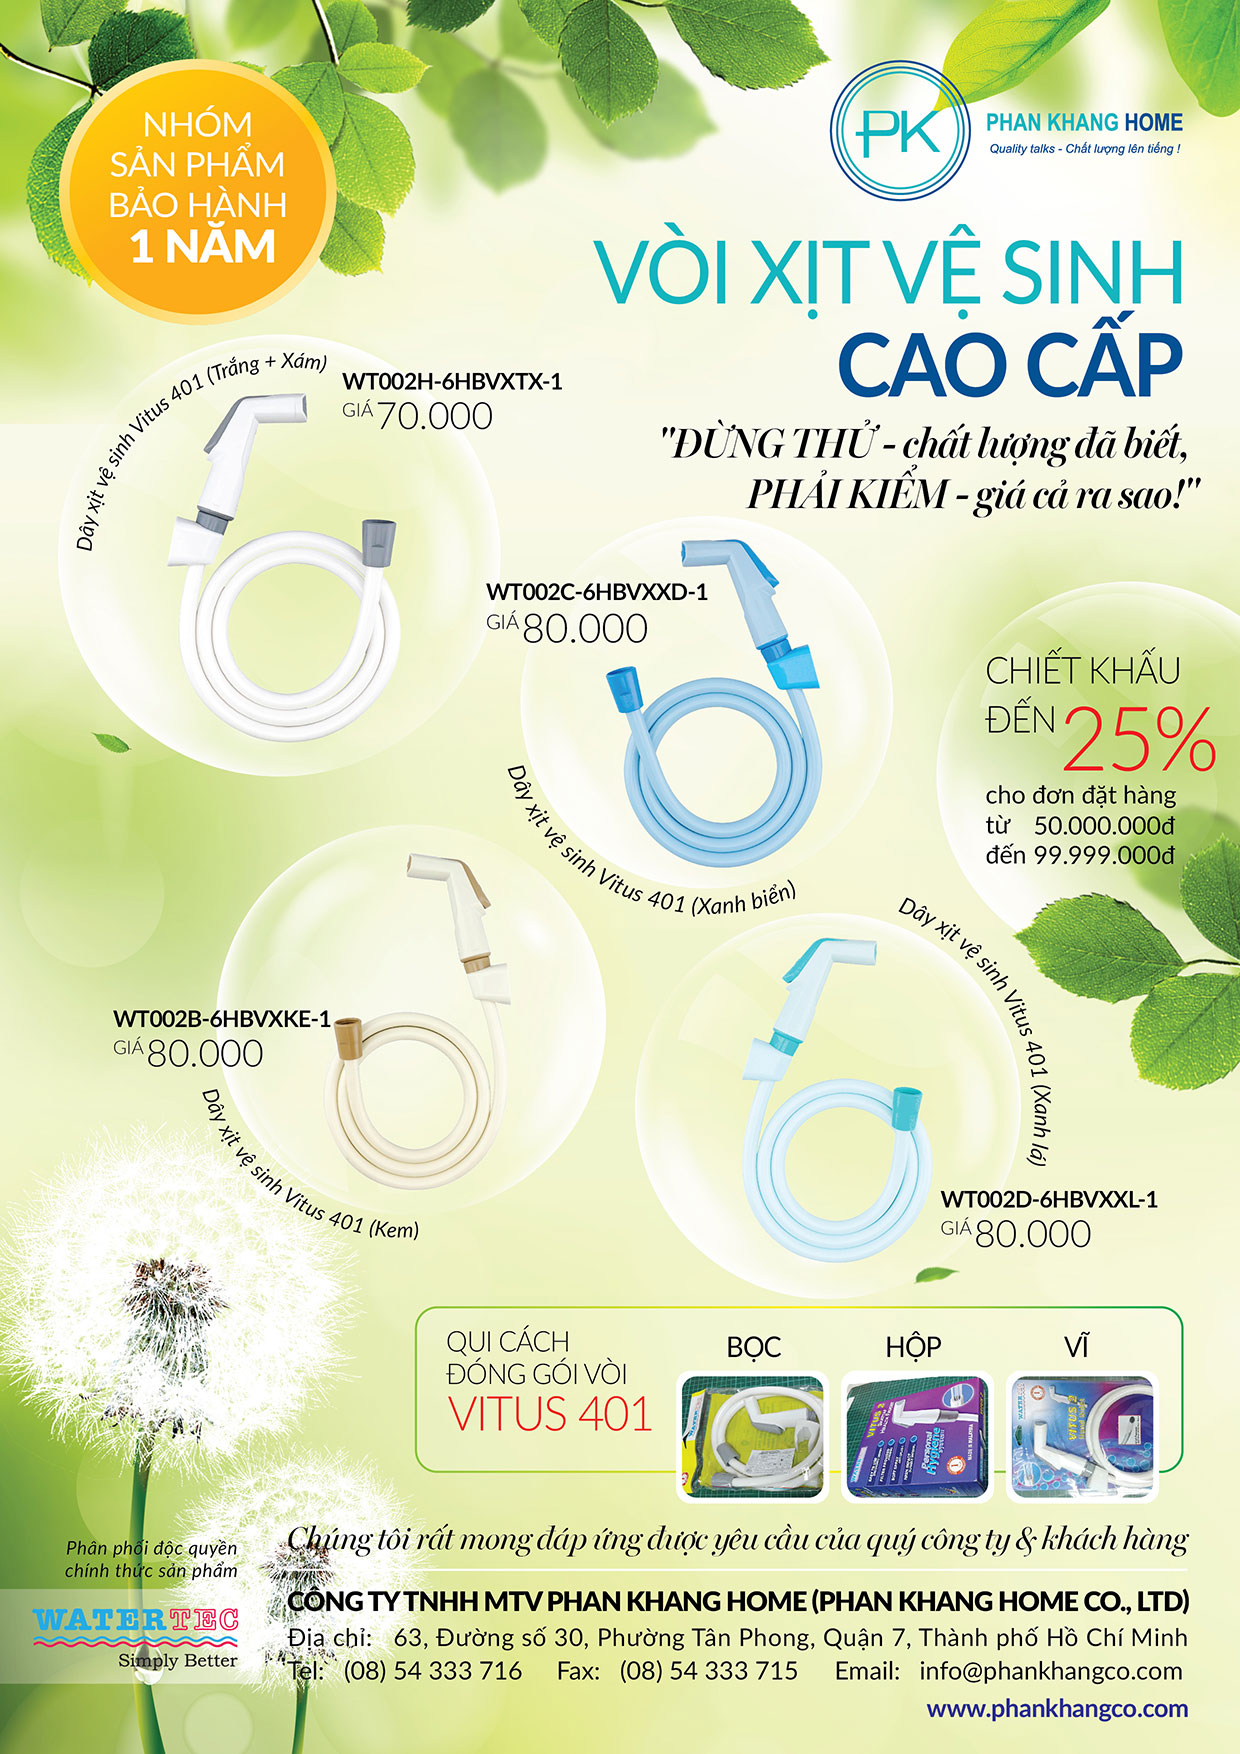 NHÓM
SẢN PHẨM
BẢO HÀNH
1 NĂM
PK
PHAN KHANG HOME
Quality talks - Chất lượng lên tiếng !
VÒI XỊT VỆ SINH
CAO CẤP
"ĐỪNG THỬ - chất lượng đã biết,
PHẢI KIỂM - giá cả ra sao!"
Dây xịt vệ sinh Vitus 401 (Trắng + Xám)
WT002H-6HBVXTX-1
GIÁ 70.000
WT002C-6HBVXXD-1
GIÁ 80.000
Dây xịt vệ sinh Vitus 401 (Xanh biển)
CHIẾT KHẤU
ĐẾN 25%
cho đơn đặt hàng
từ 50.000.000đ
đến 99.999.000đ
WT002B-6HBVXKE-1
GIÁ 80.000
Dây xịt vệ sinh Vitus 401 (Kem)
Dây xịt vệ sinh Vitus 401 (Xanh lá)
WT002D-6HBVXXL-1
GIÁ 80.000
QUI CÁCH
ĐÓNG GÓI VÒI
VITUS 401
BỌC
HỘP
VĨ
VITUS 2
Personal
Hygiene
WATERTEC
VITUS 2
Chúng tôi rất mong đáp ứng được yêu cầu của quý công ty & khách hàng
Phân phối độc quyền
chính thức sản phẩm
WATERTEC
Simply Better
CÔNG TY TNHH MTV PHAN KHANG HOME (PHAN KHANG HOME CO., LTD)
Địa chỉ: 63, Đường số 30, Phường Tân Phong, Quận 7, Thành phố Hồ Chí Minh
Tel: (08) 54 333 716 Fax: (08) 54 333 715 Email: info@phankhangco.com
www.phankhangco.com